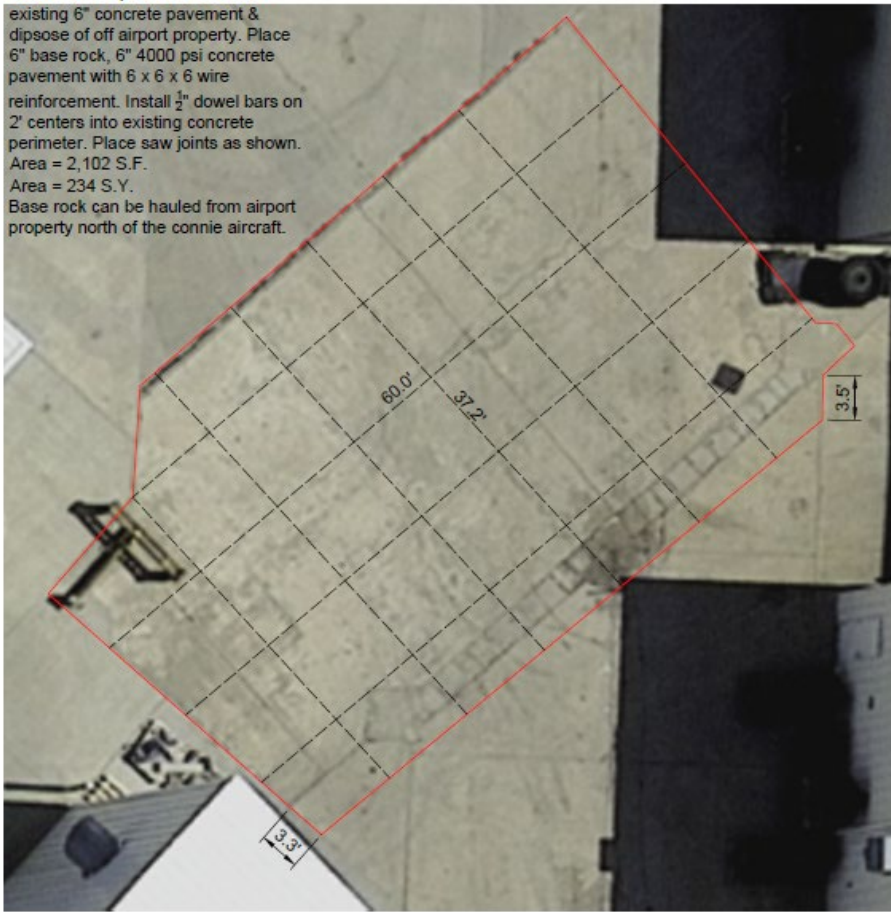 existing 6" concrete pavement &
dipsose of off airport property. Place
6" base rock, 6" 4000 psi concrete
pavement with 6 x 6 x 6 wire
reinforcement. Install ½" dowel bars on
2' centers into existing concrete
perimeter. Place saw joints as shown.
Area = 2,102 S.F.
Area = 234 S.Y.
Base rock can be hauled from airport
property north of the connie aircraft.
60.0'
37.2'
3.5'
3.3'